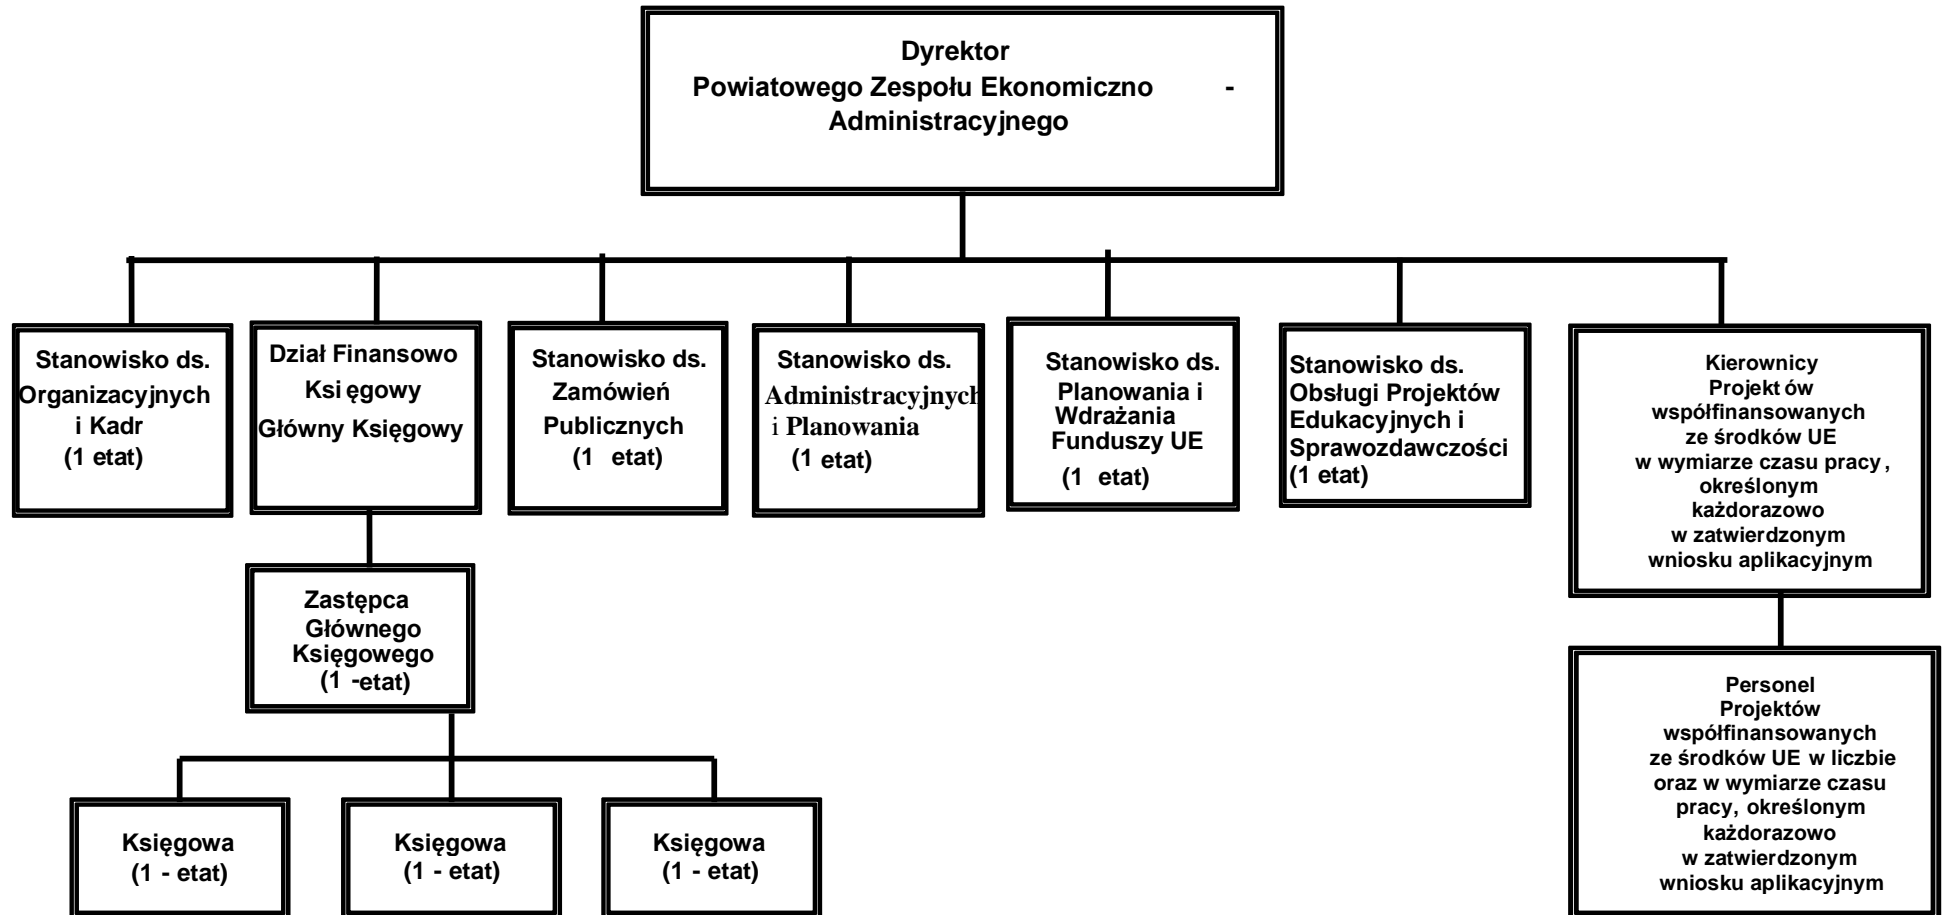 Dyrektor
Powiatowego Zespołu Ekonomiczno -
Administracyjnego
Stanowisko ds.
Organizacyjnych
i Kadr
(1 etat)
Dział Finansowo
Księgowy
Główny Księgowy
Stanowisko ds.
Zamówień
Publicznych
(1 etat)
Stanowisko ds.
Administracyjnych
i Planowania
(1 etat)
Stanowisko ds.
Planowania i
Wdrażania
Funduszy UE
(1 etat)
Stanowisko ds.
Obsługi Projektów
Edukacyjnych i
Sprawozdawczości
(1 etat)
Kierownicy
Projektów
współfinansowanych
ze środków UE
w wymiarze czasu pracy,
określonym
każdorazowo
w zatwierdzonym
wniosku aplikacyjnym
Zastępca
Głównego
Księgowego
(1 -etat)
Personel
Projektów
współfinansowanych
ze środków UE w liczbie
oraz w wymiarze czasu
pracy, określonym
każdorazowo
w zatwierdzonym
wniosku aplikacyjnym
Księgowa
(1 - etat)
Księgowa
(1 - etat)
Księgowa
(1 - etat)